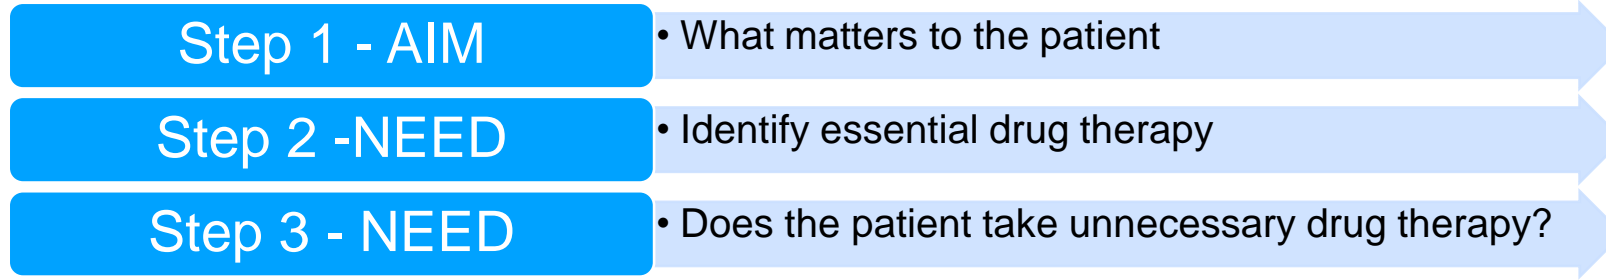 Step 1 - AIM
• What matters to the patient
Step 2 -NEED
• Identify essential drug therapy
Step 3 - NEED
• Does the patient take unnecessary drug therapy?